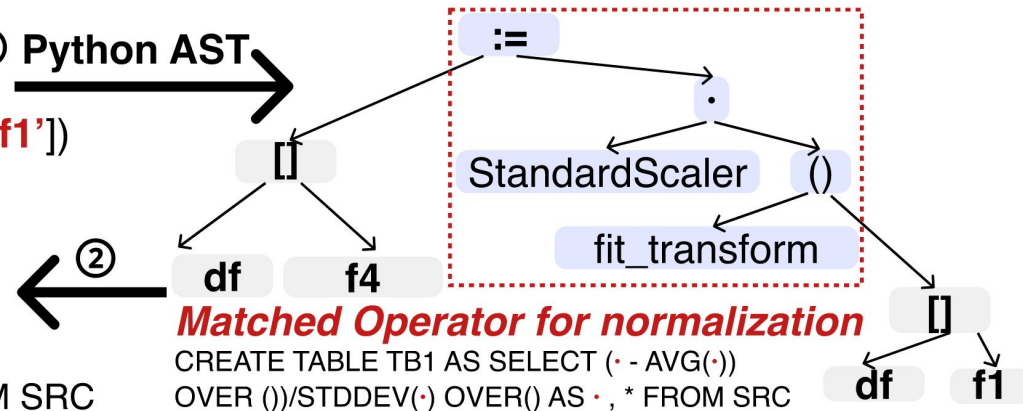 Python AST
:=
.
f1'])
[]
StandardScaler
()
fit_transform
②
df
f4
[]
Matched Operator for normalization
CREATE TABLE TB1 AS SELECT (· - AVG(·))
df
f1
SRC
OVER ())/STDDEV(·) OVER() AS · , * FROM SRC